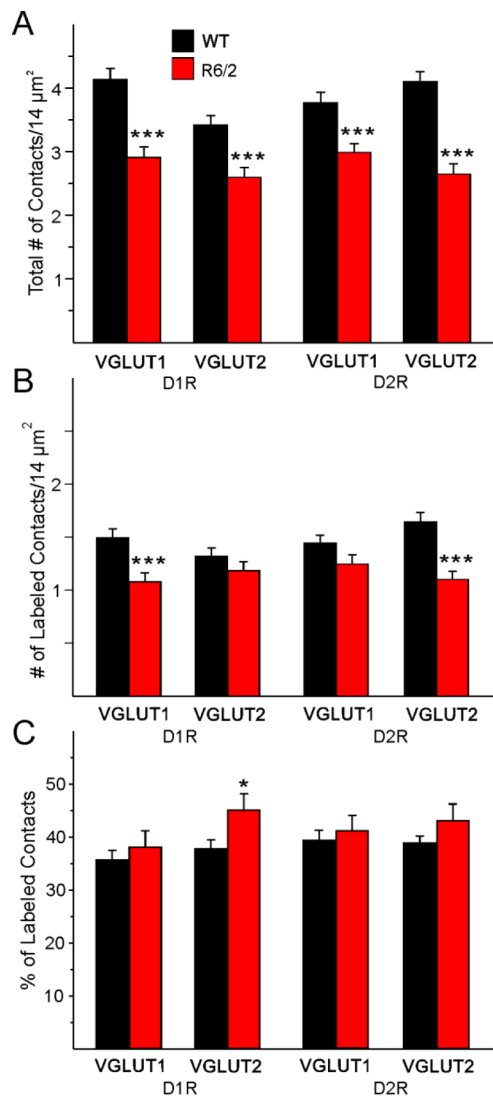 A
WT
R6/2
Total # of Contacts/14 µm²
4
3
2
1
***
***
***
***
VGLUT1 VGLUT2 VGLUT1 VGLUT2
D1R D2R
B
# of Labeled Contacts/14 µm²
2
1
***
***
VGLUT1 VGLUT2 VGLUT1 VGLUT2
D1R D2R
C
% of Labeled Contacts
50
40
30
20
10
*
VGLUT1 VGLUT2 VGLUT1 VGLUT2
D1R D2R